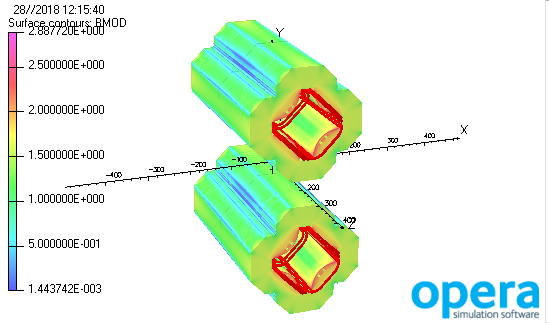 28//2018 12:15:40
Surface contours: BMOD
2.887720E+000
2.500000E+000
2.000000E+000
1.500000E+000
1.000000E+000
5.000000E-001
1.443742E-003
Y
X
-400
-300
-200
-100
200
300
400
200
300
400
Z
opera
simulation software